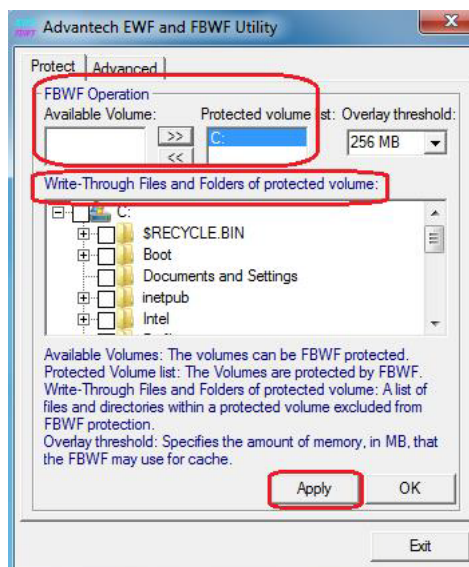 Advantech EWF and FBWF Utility
Protect Advanced
FBWF Operation
Available Volume: Protected volume st: Overlay threshold:
>> C: 256 MB
<<
Write-Through Files and Folders of protected volume:
C:
$RECYCLE.BIN
Boot
Documents and Settings
inetpub
Intel
Available Volumes: The volumes can be FBWF protected.
Protected Volume list: The Volumes are protected by FBWF.
Write-Through Files and Folders of protected volume: A list of
files and directories within a protected volume excluded from
FBWF protection.
Overlay threshold: Specifies the amount of memory, in MB, that
the FBWF may use for cache.
Apply OK
Exit